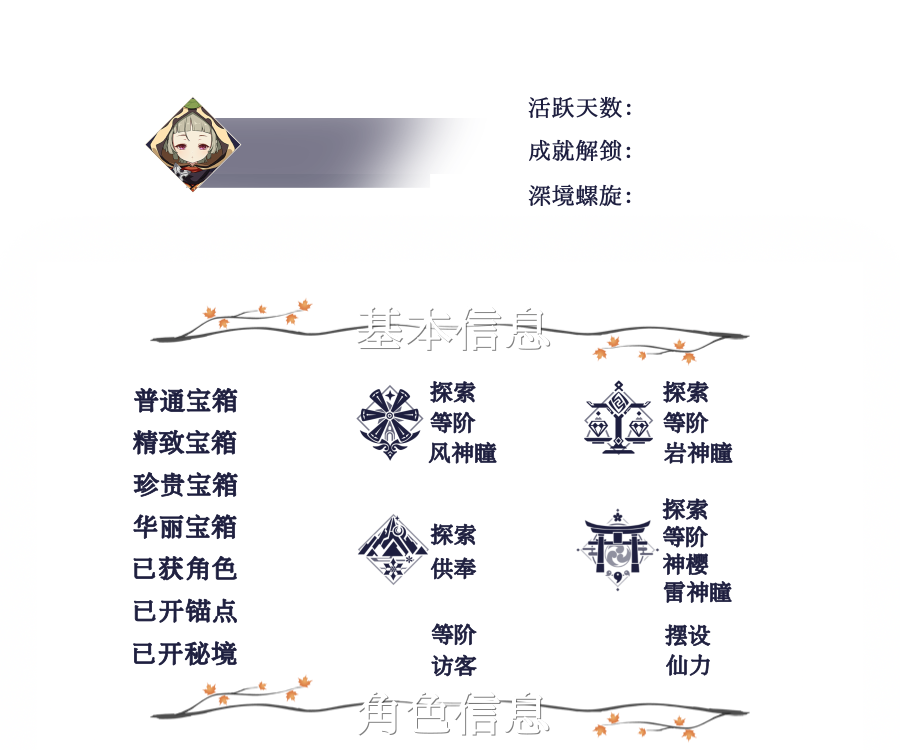 活跃天数：
成就解锁：
深境螺旋：
基本信息
普通宝箱
精致宝箱
珍贵宝箱
华丽宝箱
已获角色
已开锚点
已开秘境
探索
等阶
风神瞳
探索
等阶
岩神瞳
探索
供奉
探索
等阶
神樱
雷神瞳
等阶
访客
摆设
仙力
角色信息